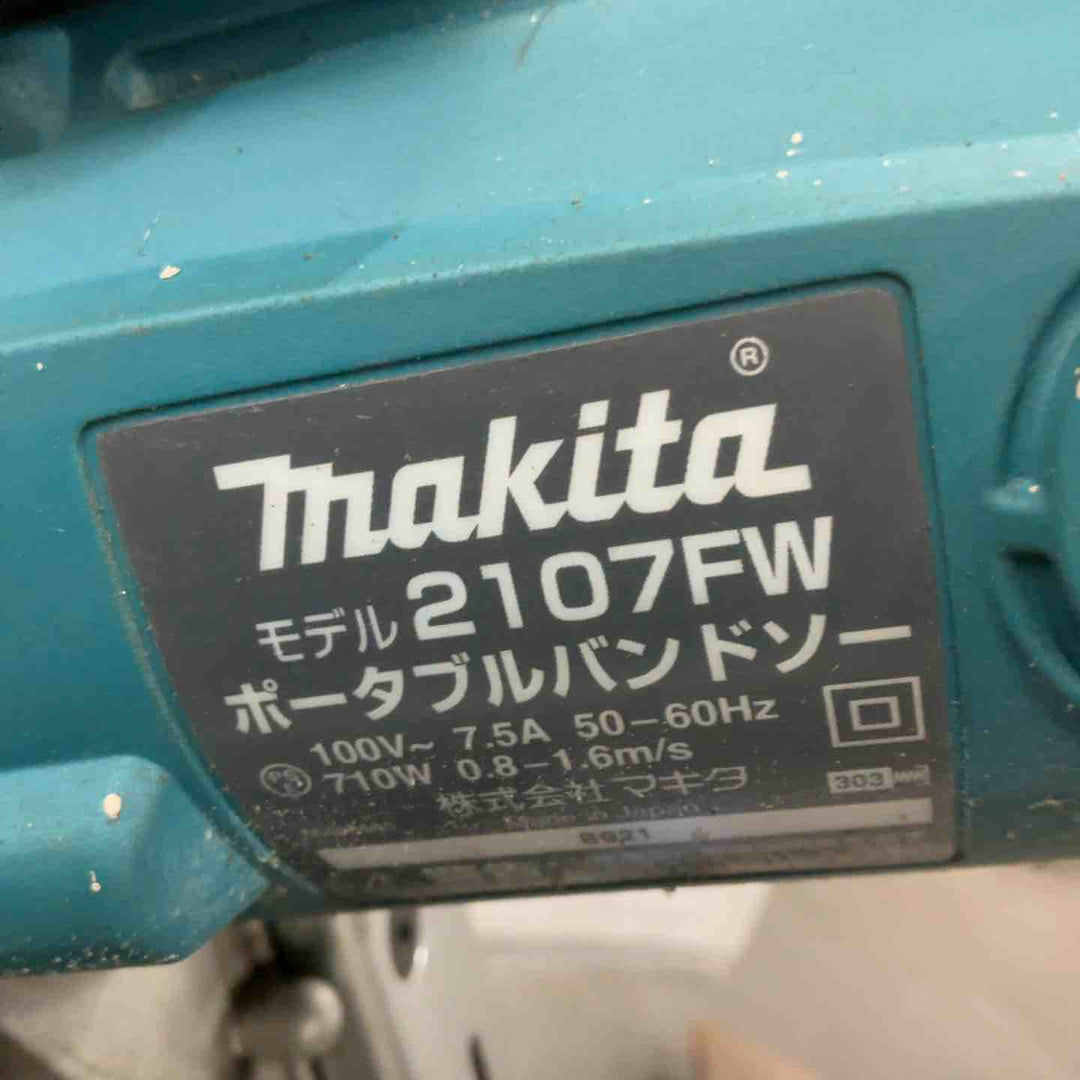 makita®
モデル 2107FW
ポータブルバンドソー
100V~ 7.5A 50-60Hz
710W 0.8-1.6m/s
株式会社 マキタ
303
Made in Japan